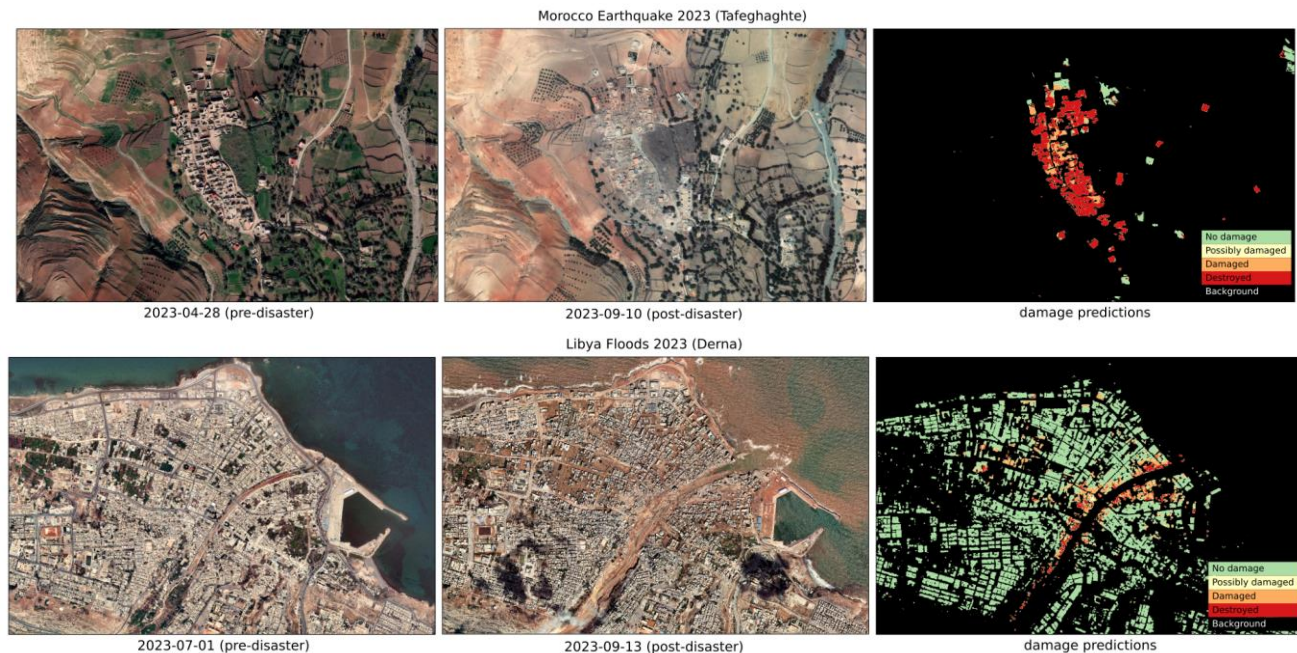 Morocco Earthquake 2023 (Tafeghaghte)
No damage
Possibly damaged
Damaged
Destroyed
Background
2023-04-28 (pre-disaster)
2023-09-10 (post-disaster)
damage predictions
Libya Floods 2023 (Derna)
No damage
Possibly damaged
Damaged
Destroyed
Background
2023-07-01 (pre-disaster)
2023-09-13 (post-disaster)
damage predictions